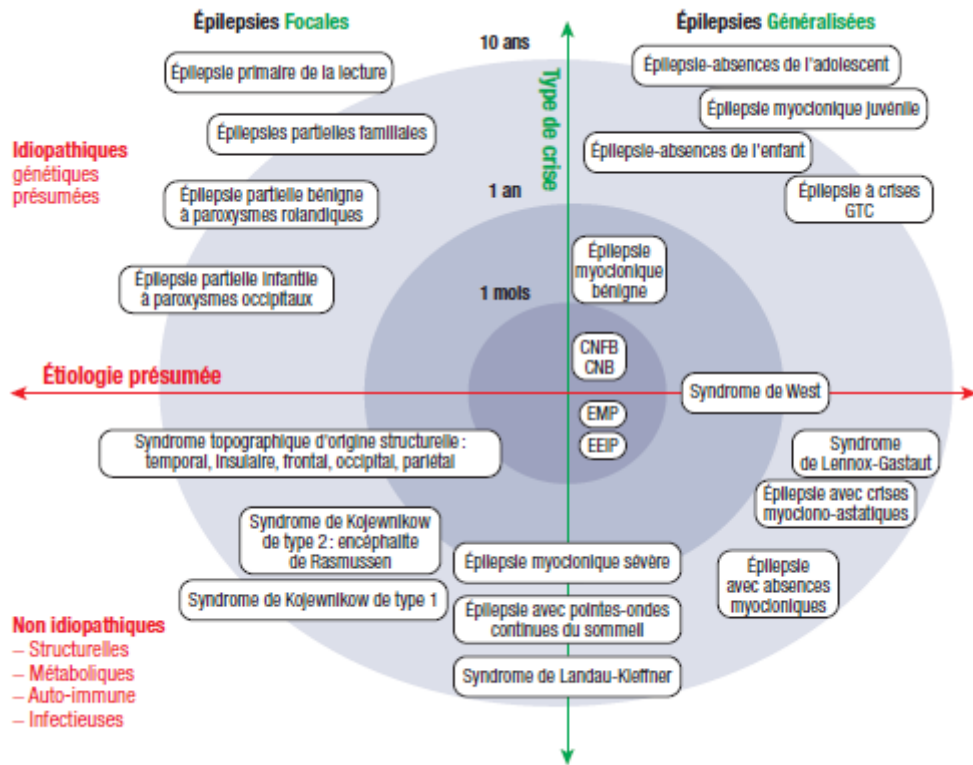 Épilepsies Focales
Épilepsies Généralisées
10 ans
Type de crise
Épilepsie primaire de la lecture
Épilepsie-absences de l'adolescent
Épilepsie myoclonique juvénile
Épilepsies partielles familiales
Épilepsie-absences de l'enfant
Idiopathiques
génétiques
présumées
Épilepsie partielle bénigne
à paroxysmes rolandiques
1 an
Épilepsie à crises
GTC
Épilepsie
myoclonique
bénigne
Épilepsie partielle infantile
à paroxysmes occipitaux
1 mois
CNFB
CNB
Étiologie présumée
Syndrome de West
EMP
EEIP
Syndrome topographique d'origine structurelle :
temporal, insulaire, frontal, occipital, pariétal
Syndrome
de Lennox-Gastaut
Épilepsie avec crises
myoclono-astatiques
Syndrome de Kojewnikow
de type 2 : encéphalite
de Rasmussen
Épilepsie myoclonique sévère
Épilepsie
avec absences
myocloniques
Syndrome de Kojewnikow de type 1
Épilepsie avec pointes-ondes
continues du sommeil
Non idiopathiques
– Structurelles
– Métaboliques
– Auto-immune
– Infectieuses
Syndrome de Landau-Kleffner